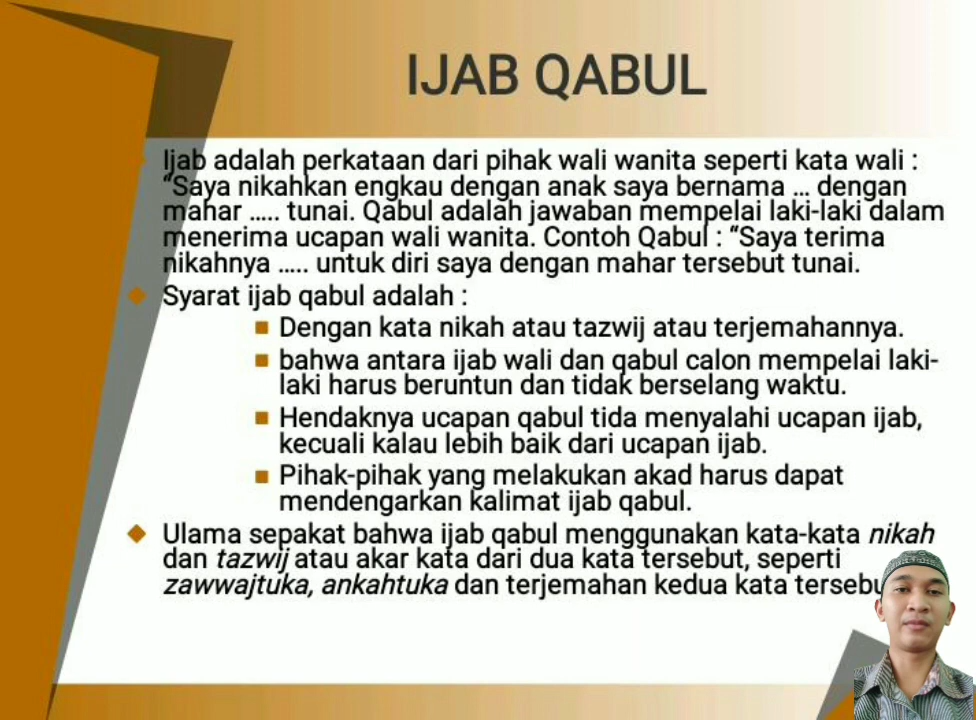 IJAB QABUL
Ijab adalah perkataan dari pihak wali wanita seperti kata wali :
“Saya nikahkan engkau dengan anak saya bernama ... dengan
mahar ..... tunai. Qabul adalah jawaban mempelai laki-laki dalam
menerima ucapan wali wanita. Contoh Qabul : “Saya terima
nikahnya ..... untuk diri saya dengan mahar tersebut tunai.
Syarat ijab qabul adalah :
Dengan kata nikah atau tazwij atau terjemahannya.
bahwa antara ijab wali dan qabul calon mempelai laki-
laki harus beruntun dan tidak berselang waktu.
Hendaknya ucapan qabul tida menyalahi ucapan ijab,
kecuali kalau lebih baik dari ucapan ijab.
Pihak-pihak yang melakukan akad harus dapat
mendengarkan kalimat ijab qabul.
Ulama sepakat bahwa ijab qabul menggunakan kata-kata nikah
dan tazwij atau akar kata dari dua kata tersebut, seperti
zawwajtuka, ankahtuka dan terjemahan kedua kata